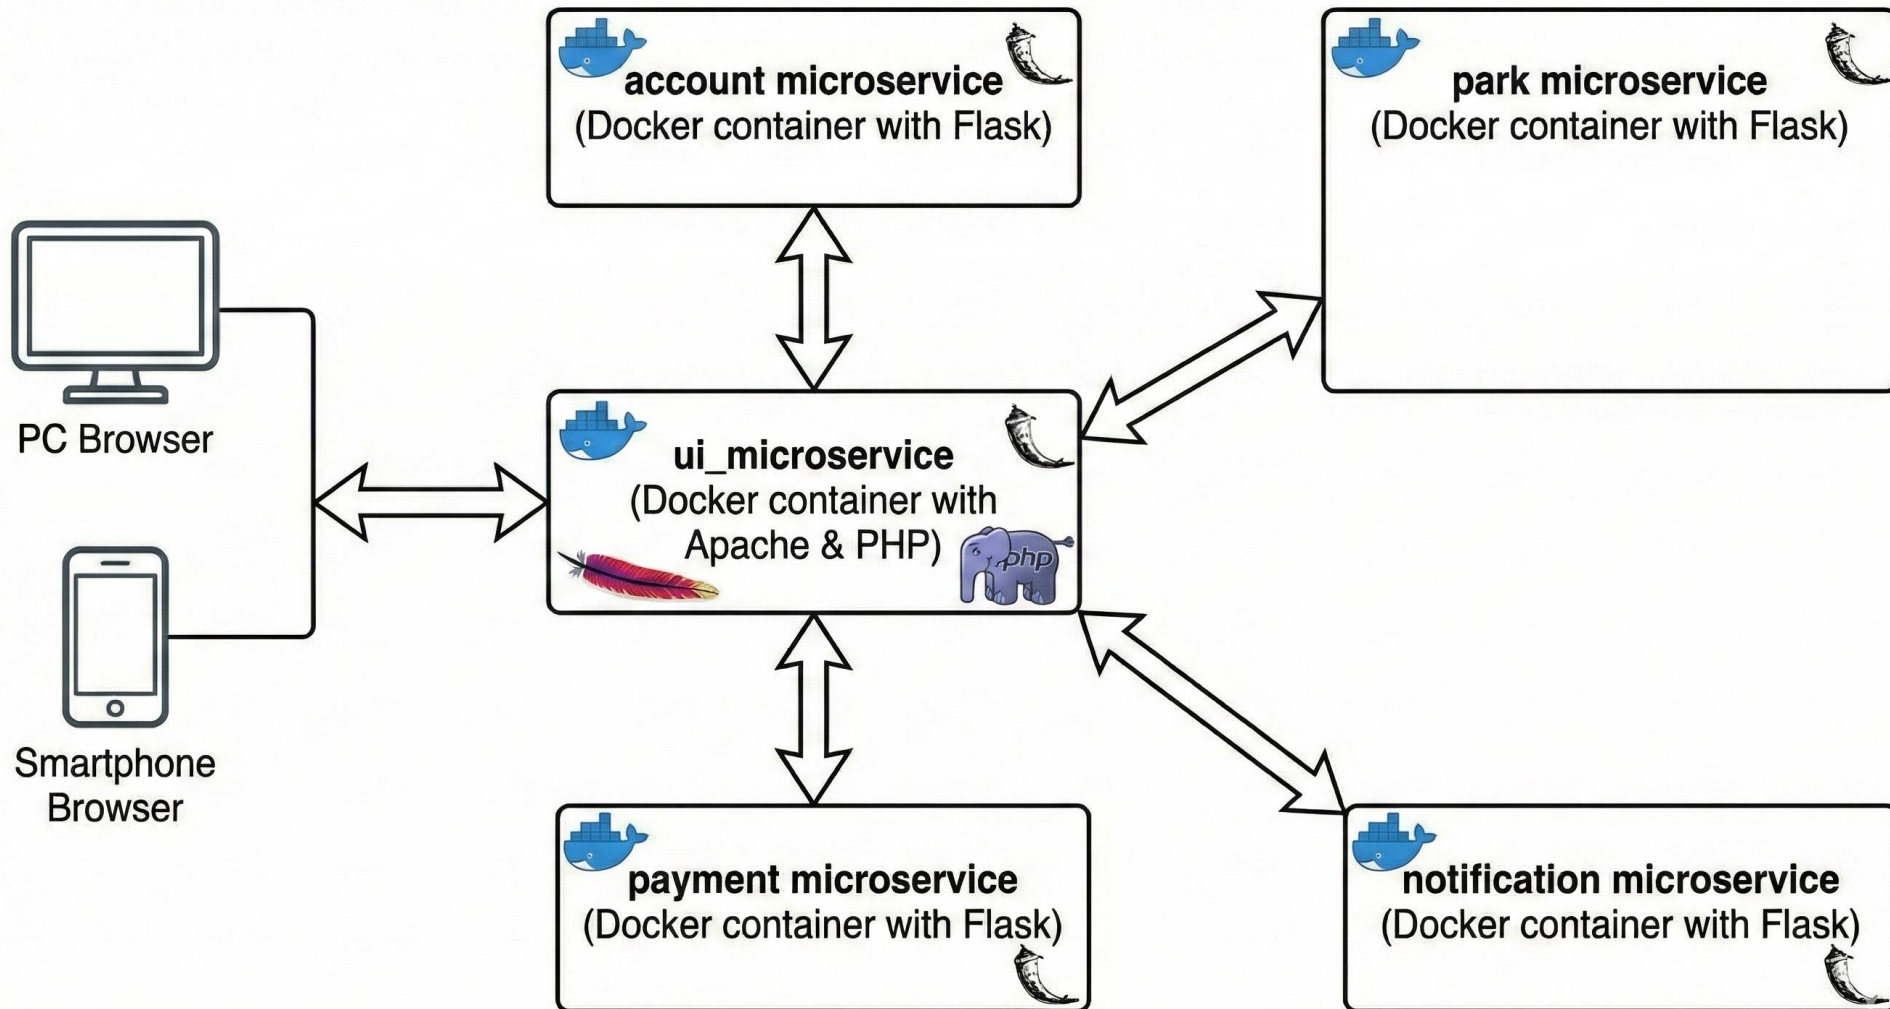 account microservice
(Docker container with Flask)
park microservice
(Docker container with Flask)
PC Browser
ui_microservice
(Docker container with
Apache & PHP)
php
Smartphone
Browser
payment microservice
(Docker container with Flask)
notification microservice
(Docker container with Flask)